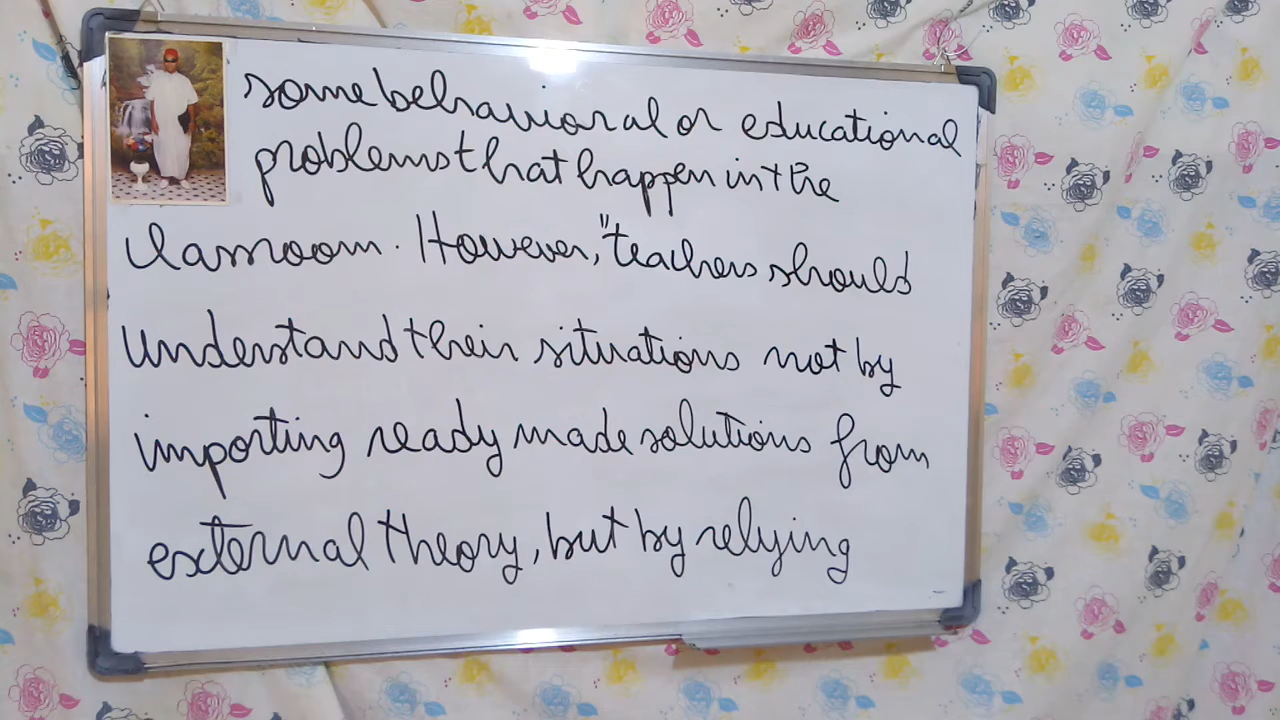 some behavioral or educational
problems that happen in the
classroom. However, "teachers should
understand their situations not by
importing ready made solutions from
external theory, but by relying